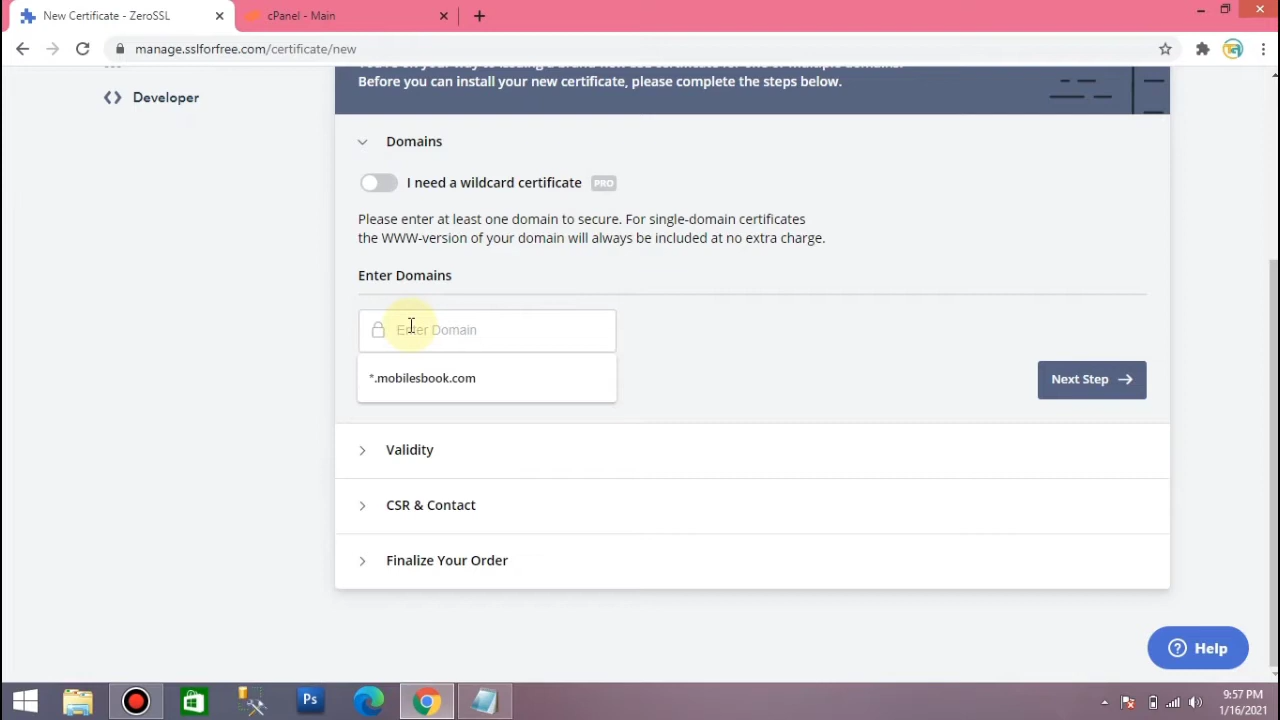 New Certificate - ZeroSSL
cPanel - Main
manage.sslforfree.com/certificate/new
Before you can install your new certificate, please complete the steps below.
Developer
Domains
I need a wildcard certificate PRO
Please enter at least one domain to secure. For single-domain certificates
the WWW-version of your domain will always be included at no extra charge.
Enter Domains
Enter Domain
*.mobilesbook.com
Next Step
Validity
CSR & Contact
Finalize Your Order
Help
Ps
9:57 PM
1/16/2021